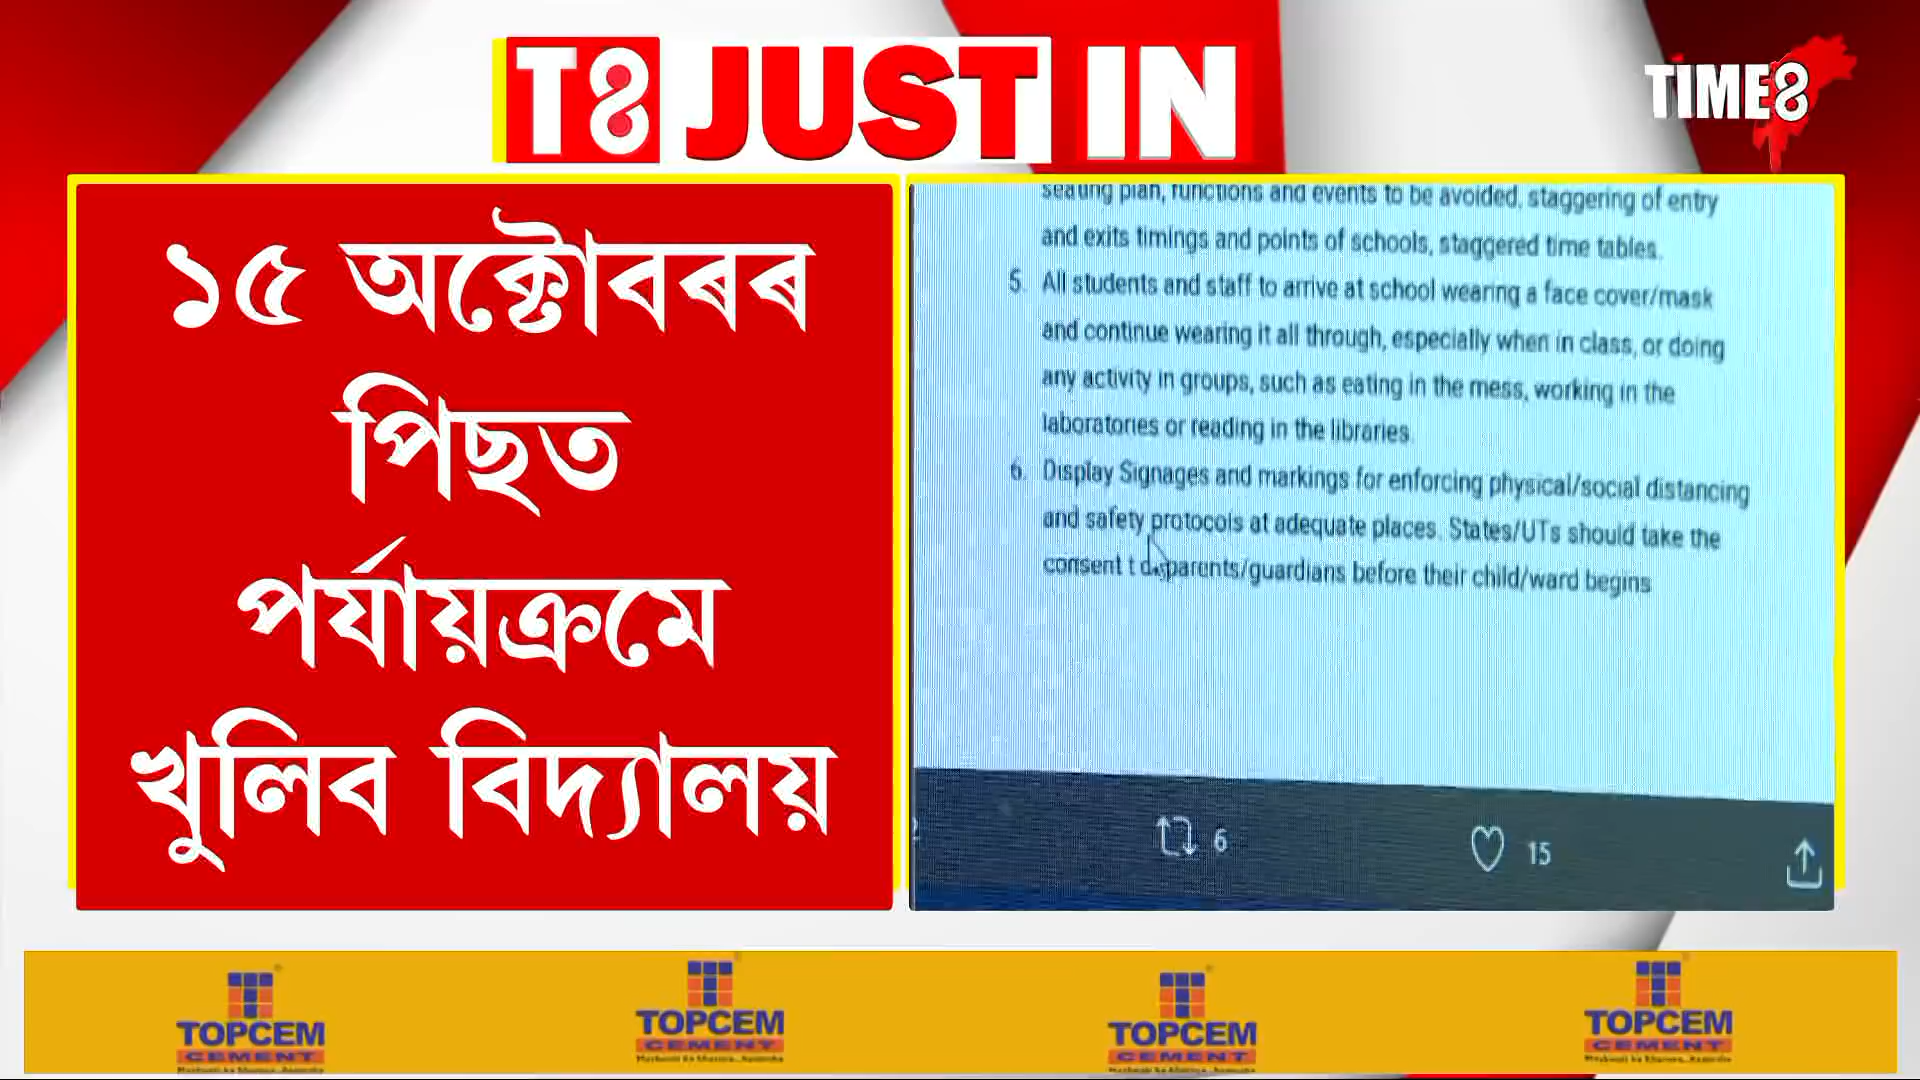 T8 JUST IN
TIME8
১৫ অক্টোবৰৰ
পিছত
পৰ্যায়ক্ৰমে
খুলিব বিদ্যালয়
seating plan, functions and events to be avoided, staggering of entry
and exits timings and points of schools, staggered time tables.
5. All students and staff to arrive at school wearing a face cover/mask
and continue wearing it all through, especially when in class, or doing
any activity in groups, such as eating in the mess, working in the
laboratories or reading in the libraries.
6. Display Signages and markings for enforcing physical/social distancing
and safety protocols at adequate places. States/UTs should take the
consent parents/guardians before their child/ward begins
6
15
TOPCEM
CEMENT
TOPCEM
CEMENT
TOPCEM
CEMENT
TOPCEM
CEMENT